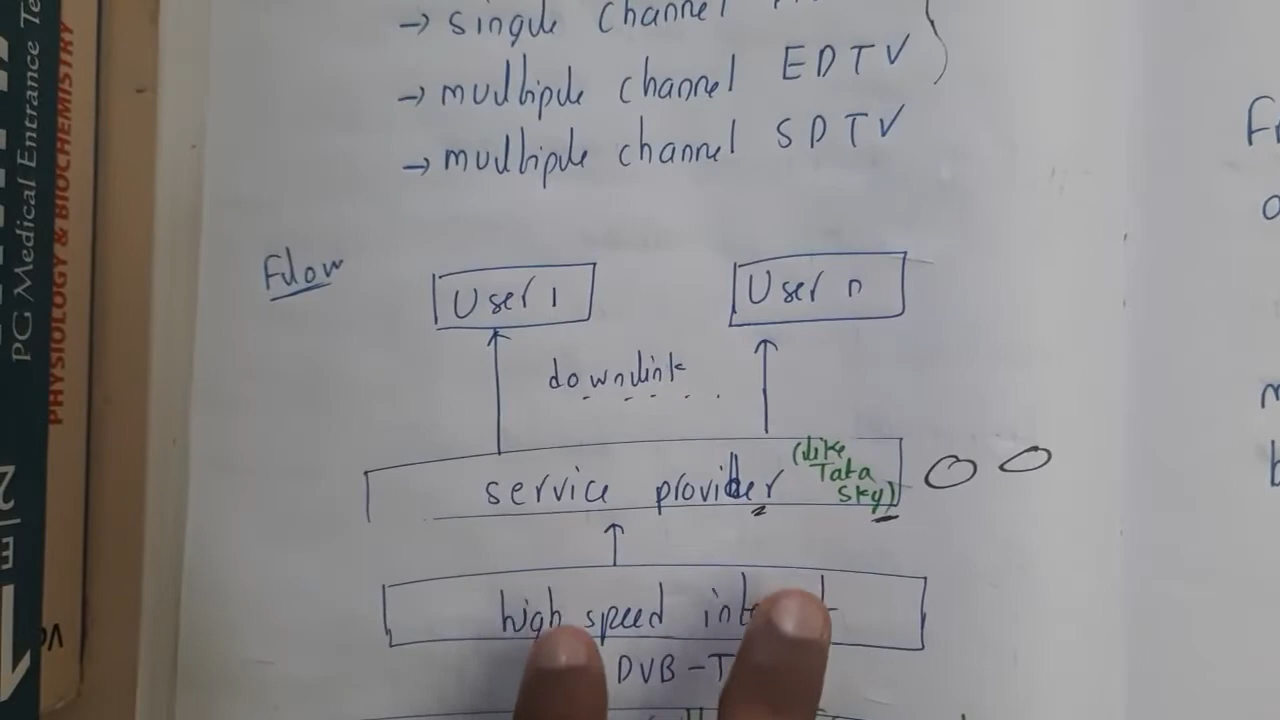 → single channel
→ multiple channel EDTV
→ multiple channel SDTV
Flow
User 1
User n
downlink
service provider (like Tata Sky)
high speed
DVB-T
PG Medical Entrance Te
PHYSIOLOGY & BIOCHEMISTRY